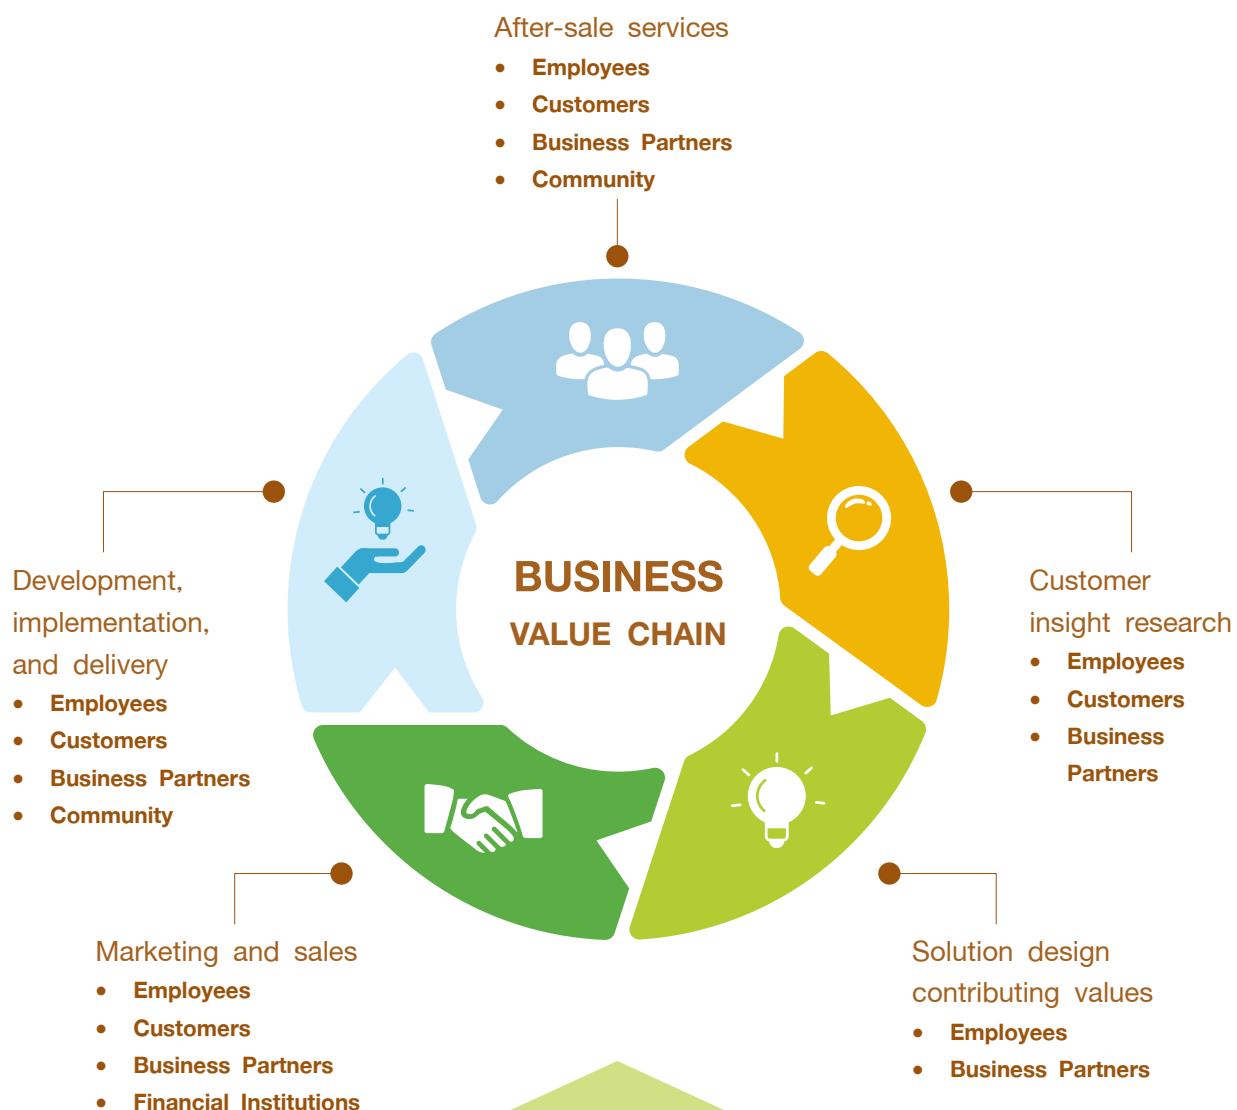 After-sale services
• Employees
• Customers
• Business Partners
• Community
BUSINESS
VALUE CHAIN
Development,
implementation,
and delivery
• Employees
• Customers
• Business Partners
• Community
Customer
insight research
• Employees
• Customers
• Business
Partners
Marketing and sales
• Employees
• Customers
• Business Partners
• Financial Institutions
Solution design
contributing values
• Employees
• Business Partners